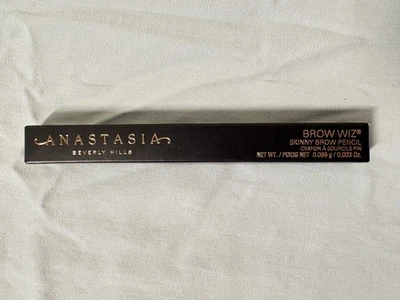 ANASTASIA
BEVERLY HILLS
BROW WIZ®
SKINNY BROW PENCIL
CRAYON À SOURCILS FIN
NET WT. / POIDS NET 0.085 g / 0.003 Oz.